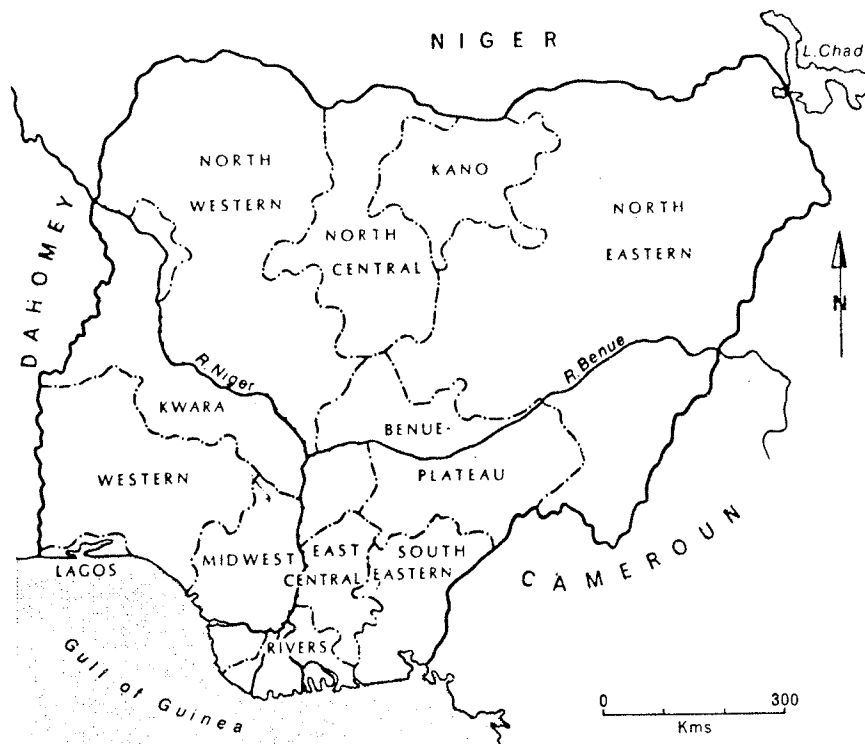 NIGER
L. Chad
NORTH
WESTERN
KANO
NORTH
EASTERN
NORTH
CENTRAL
DAHOMEY
N
R. Niger
R. Benue
KWARA
BENUE-
PLATEAU
WESTERN
MIDWEST
EAST
CENTRAL
SOUTH
EASTERN
LAGOS
CAMEROUN
RIVERS
Gulf of Guinea
0 300
Kms